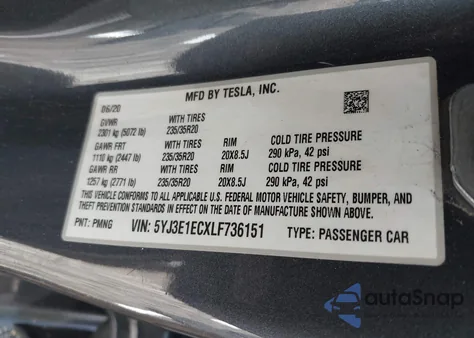 MFD BY TESLA, INC.
06/20
GVWR WITH TIRES
2301 kg (5072 lb) 235/35R20
GAWR FRT WITH TIRES RIM COLD TIRE PRESSURE
1110 kg (2447 lb) 235/35R20 20X8.5J 290 kPa, 42 psi
GAWR RR WITH TIRES RIM COLD TIRE PRESSURE
1257 kg (2771 lb) 235/35R20 20X8.5J 290 kPa, 42 psi
THIS VEHICLE CONFORMS TO ALL APPLICABLE U.S. FEDERAL MOTOR VEHICLE SAFETY, BUMPER, AND
THEFT PREVENTION STANDARDS IN EFFECT ON THE DATE OF MANUFACTURE SHOWN ABOVE.
PNT: PMNG VIN: 5YJ3E1ECXLF736151 TYPE: PASSENGER CAR
autoSnap